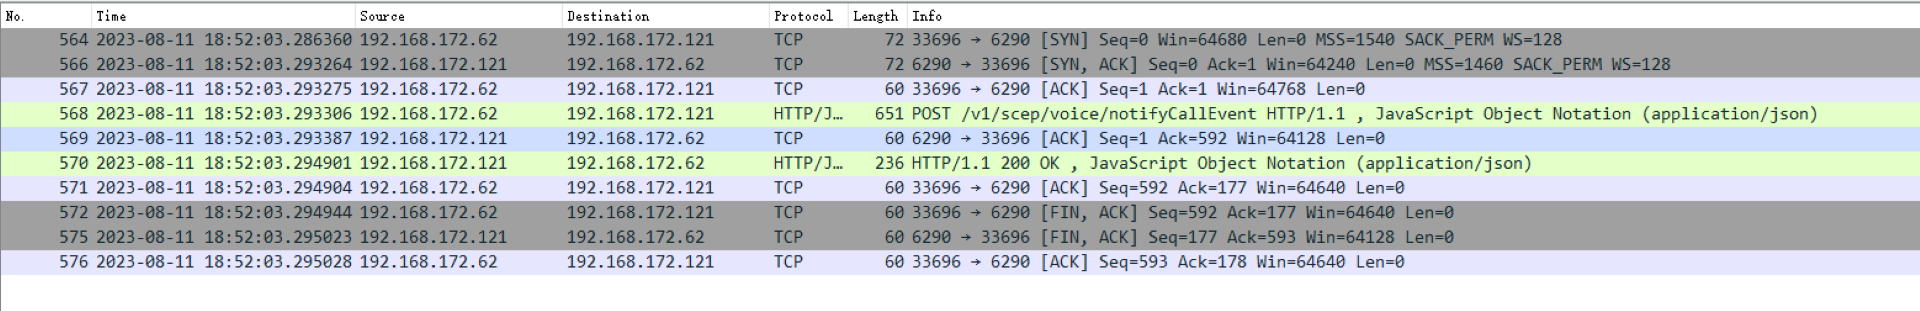 No. Time Source Destination Protocol Length Info
564 2023-08-11 18:52:03.286360 192.168.172.62 192.168.172.121 TCP 72 33696 → 6290 [SYN] Seq=0 Win=64680 Len=0 MSS=1540 SACK_PERM WS=128
566 2023-08-11 18:52:03.293264 192.168.172.121 192.168.172.62 TCP 72 6290 → 33696 [SYN, ACK] Seq=0 Ack=1 Win=64240 Len=0 MSS=1460 SACK_PERM WS=128
567 2023-08-11 18:52:03.293275 192.168.172.62 192.168.172.121 TCP 60 33696 → 6290 [ACK] Seq=1 Ack=1 Win=64768 Len=0
568 2023-08-11 18:52:03.293306 192.168.172.62 192.168.172.121 HTTP/J… 651 POST /v1/scep/voice/notifyCallEvent HTTP/1.1 , JavaScript Object Notation (application/json)
569 2023-08-11 18:52:03.293387 192.168.172.121 192.168.172.62 TCP 60 6290 → 33696 [ACK] Seq=1 Ack=592 Win=64128 Len=0
570 2023-08-11 18:52:03.294901 192.168.172.121 192.168.172.62 HTTP/J… 236 HTTP/1.1 200 OK , JavaScript Object Notation (application/json)
571 2023-08-11 18:52:03.294904 192.168.172.62 192.168.172.121 TCP 60 33696 → 6290 [ACK] Seq=592 Ack=177 Win=64640 Len=0
572 2023-08-11 18:52:03.294944 192.168.172.62 192.168.172.121 TCP 60 33696 → 6290 [FIN, ACK] Seq=592 Ack=177 Win=64640 Len=0
575 2023-08-11 18:52:03.295023 192.168.172.121 192.168.172.62 TCP 60 6290 → 33696 [FIN, ACK] Seq=177 Ack=593 Win=64128 Len=0
576 2023-08-11 18:52:03.295028 192.168.172.62 192.168.172.121 TCP 60 33696 → 6290 [ACK] Seq=593 Ack=178 Win=64640 Len=0